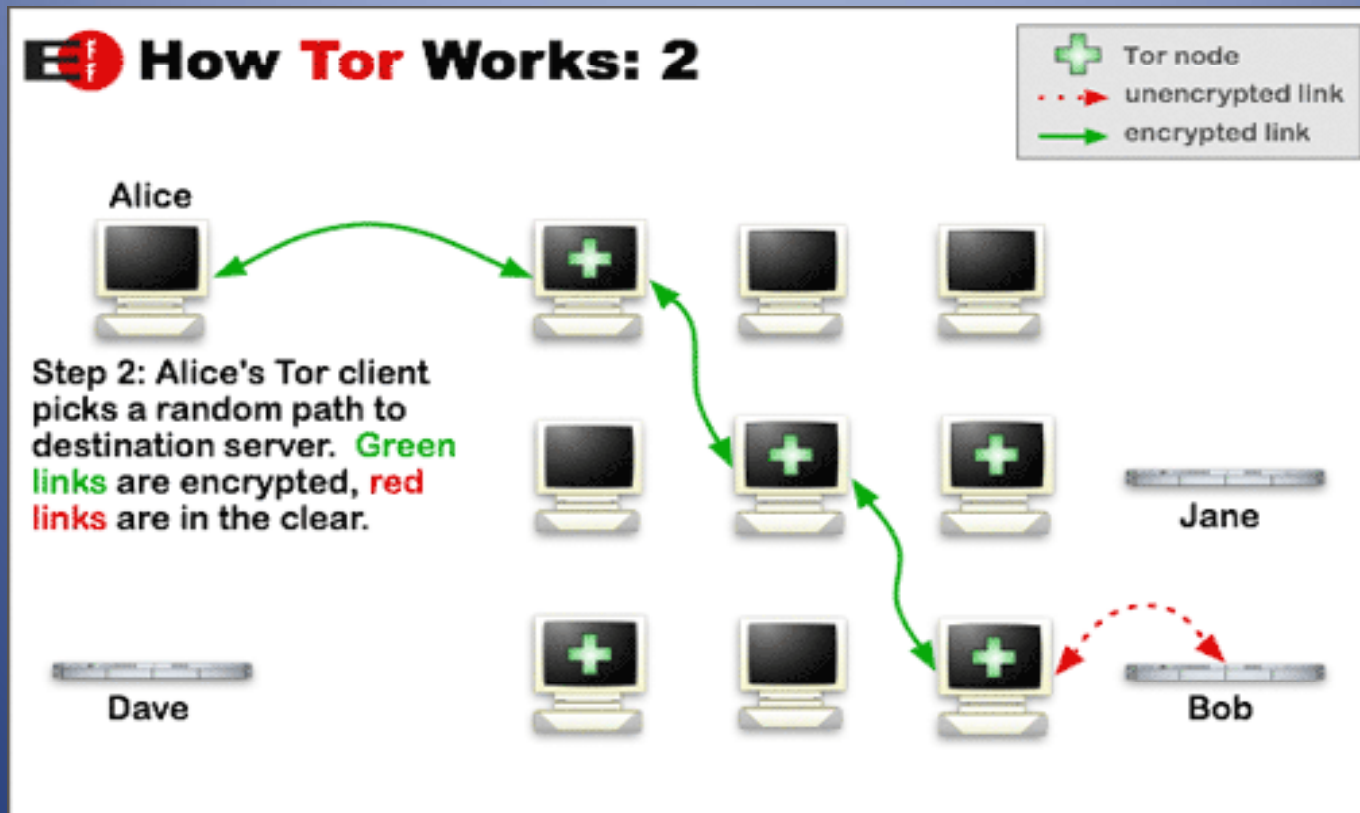 EFF How Tor Works: 2
Tor node
unencrypted link
encrypted link
Alice
Step 2: Alice's Tor client
picks a random path to
destination server. Green
links are encrypted, red
links are in the clear.
Jane
Dave
Bob